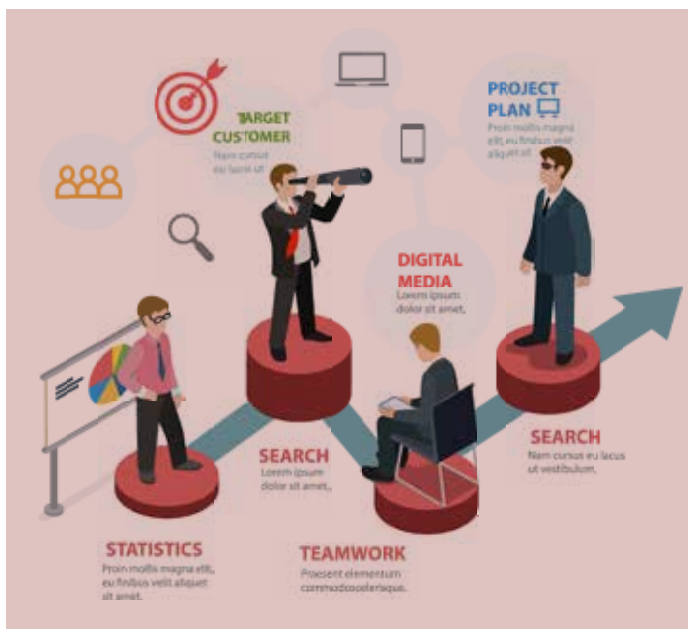 TARGET
CUSTOMER
Nam cursus
eu lacus ut
PROJECT
PLAN
Proin mollis magna
elit, eu finibus velit
aliquet sit
DIGITAL
MEDIA
Lorem ipsum
dolor sit amet,
SEARCH
Lorem ipsum
dolor sit amet,
SEARCH
Nam cursus eu lacus
ut vestibulum.
STATISTICS
Proin mollis magna elit,
eu finibus velit aliquet
sit amet.
TEAMWORK
Praesent elementum
commodoscelerisque.